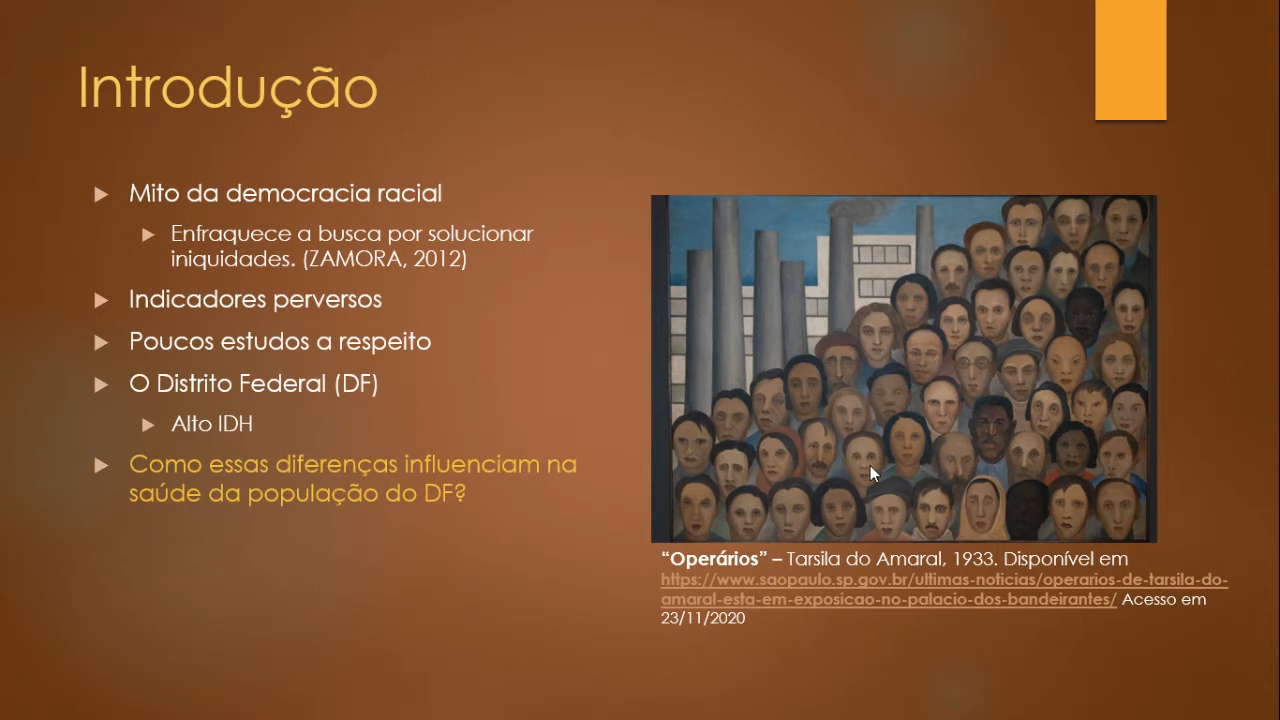 Introdução
Mito da democracia racial
Enfraquece a busca por solucionar
iniquidades. (ZAMORA, 2012)
Indicadores perversos
Poucos estudos a respeito
O Distrito Federal (DF)
Alto IDH
Como essas diferenças influenciam na
saúde da população do DF?
“Operários” – Tarsila do Amaral, 1933. Disponível em
https://www.saopaulo.sp.gov.br/ultimas-noticias/operarios-de-tarsila-do-
amaral-esta-em-exposicao-no-palacio-dos-bandeirantes/ Acesso em
23/11/2020